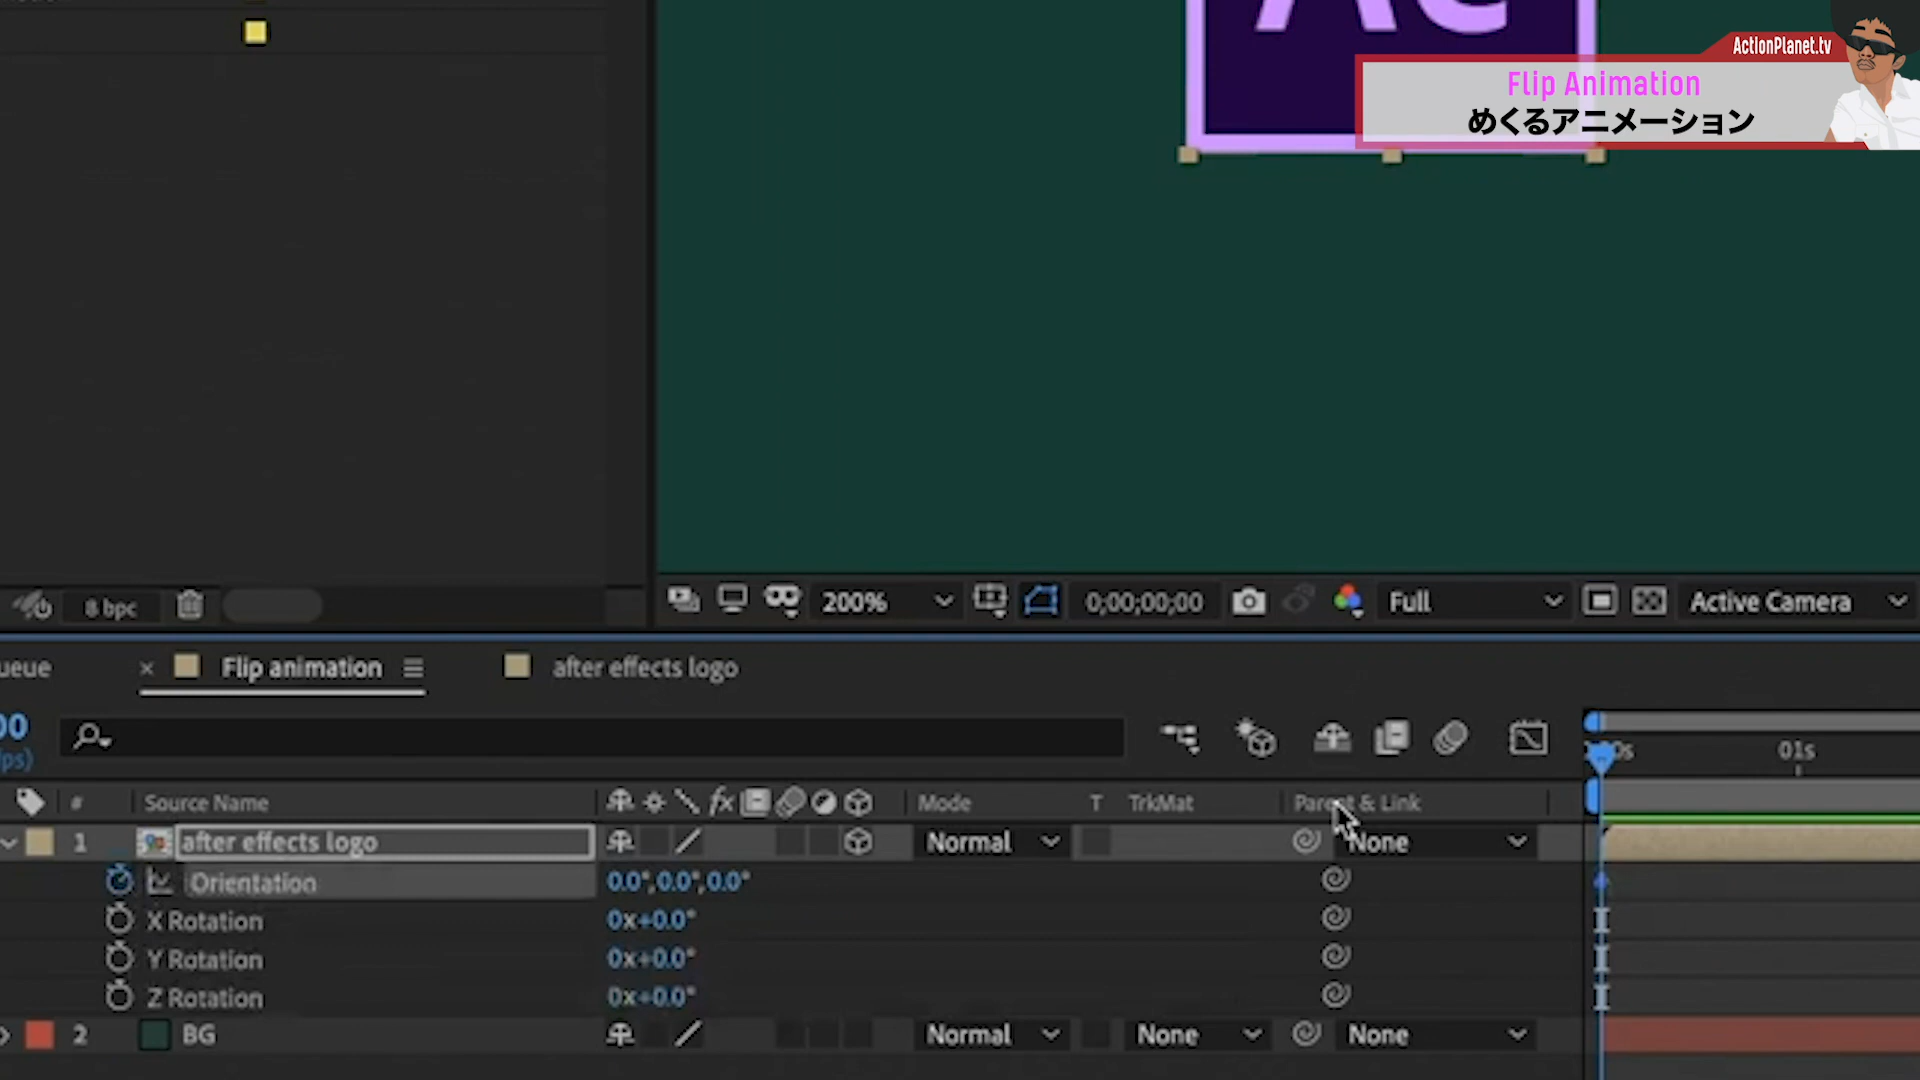 Ae
ActionPlanet.tv
Flip Animation
めくるアニメーション
8 bpc
200%
0;00;00;00
Full
Active Camera
ueue
× Flip animation
after effects logo
00
ps)
01s
# Source Name
fx
Mode
T TrkMat
Parent & Link
1 after effects logo
Normal
None
Orientation
0.0°,0.0°,0.0°
X Rotation
0x+0.0°
Y Rotation
0x+0.0°
Z Rotation
0x+0.0°
2 BG
Normal
None
None